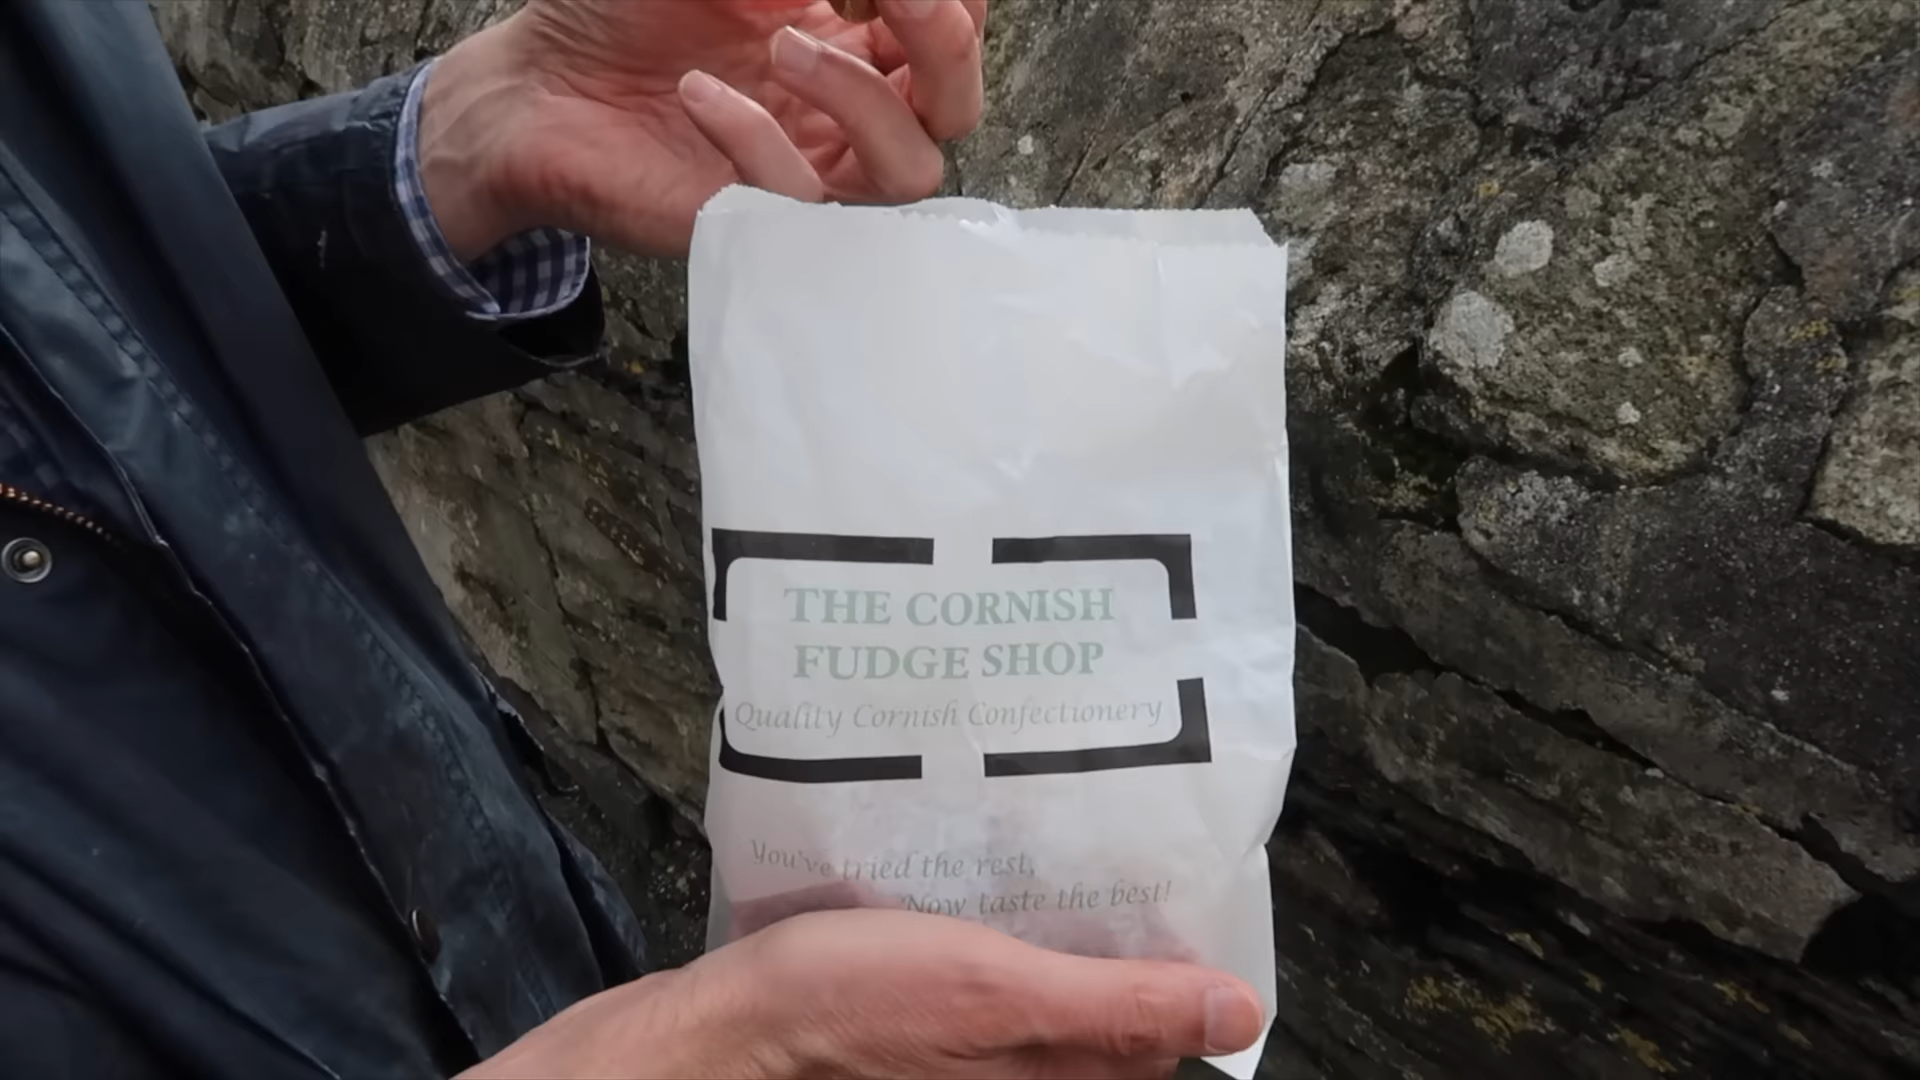 THE CORNISH
FUDGE SHOP
Quality Cornish Confectionery
You've tried the rest,
Now taste the best!